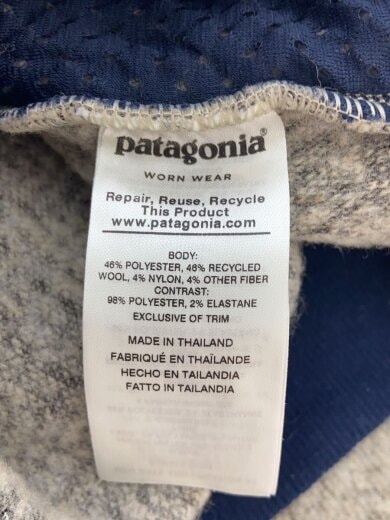 patagonia®
WORN WEAR
Repair, Reuse, Recycle
This Product
www.patagonia.com
BODY:
46% POLYESTER, 46% RECYCLED
WOOL, 4% NYLON, 4% OTHER FIBER
CONTRAST:
98% POLYESTER, 2% ELASTANE
EXCLUSIVE OF TRIM
MADE IN THAILAND
FABRIQUÉ EN THAÏLANDE
HECHO EN TAILANDIA
FATTO IN TAILANDIA